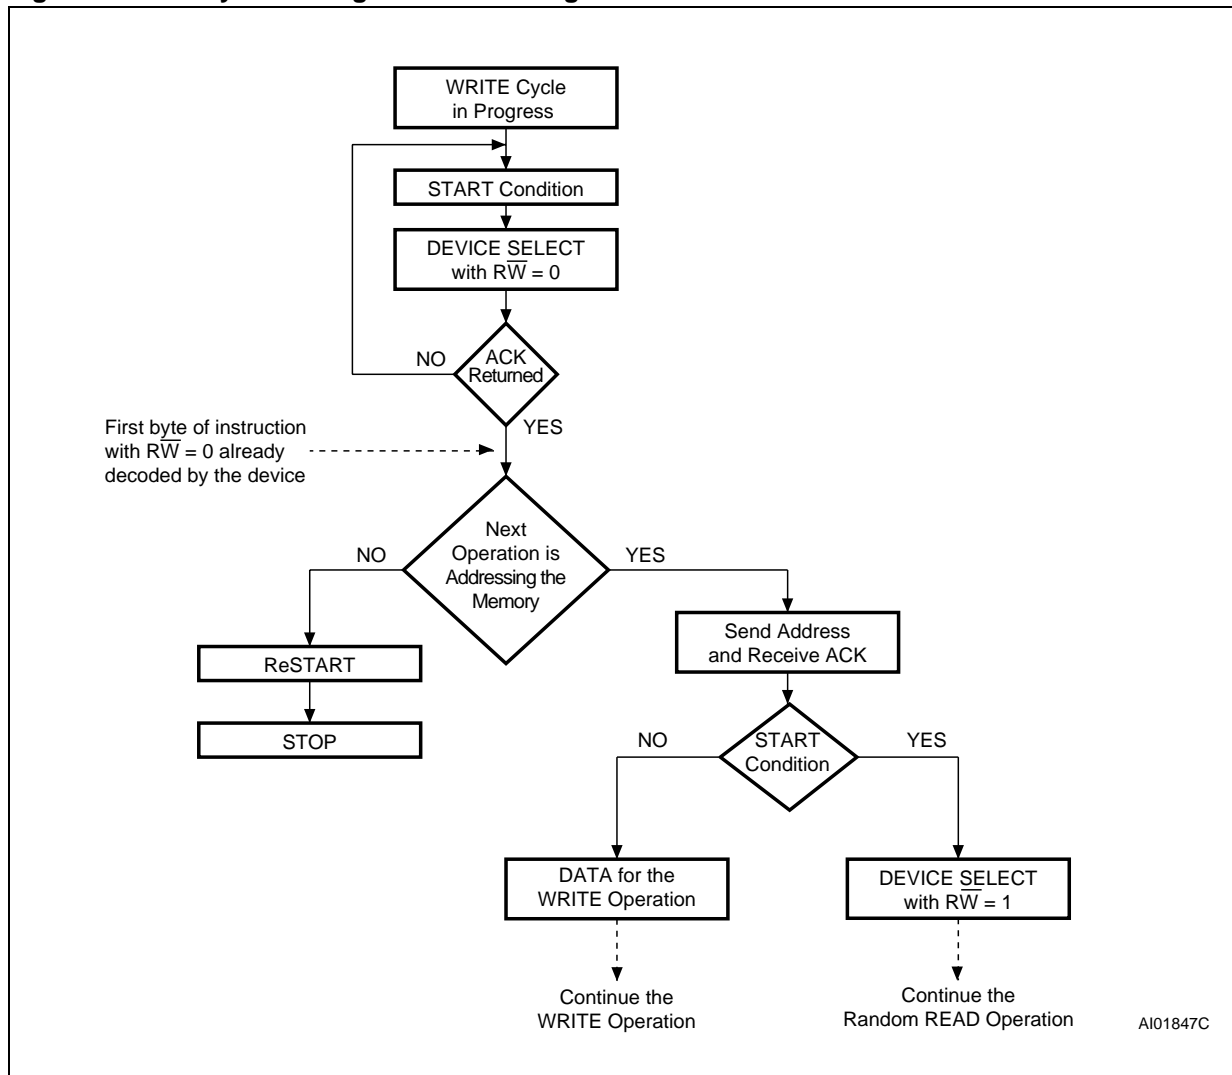 WRITE Cycle
in Progress
START Condition
DEVICE SELECT
with RW̅ = 0
ACK
Returned
NO
YES
First byte of instruction
with RW̅ = 0 already
decoded by the device
Next
Operation is
Addressing the
Memory
NO
YES
ReSTART
STOP
Send Address
and Receive ACK
START
Condition
NO
YES
DATA for the
WRITE Operation
DEVICE SELECT
with RW̅ = 1
Continue the
WRITE Operation
Continue the
Random READ Operation
AI01847C